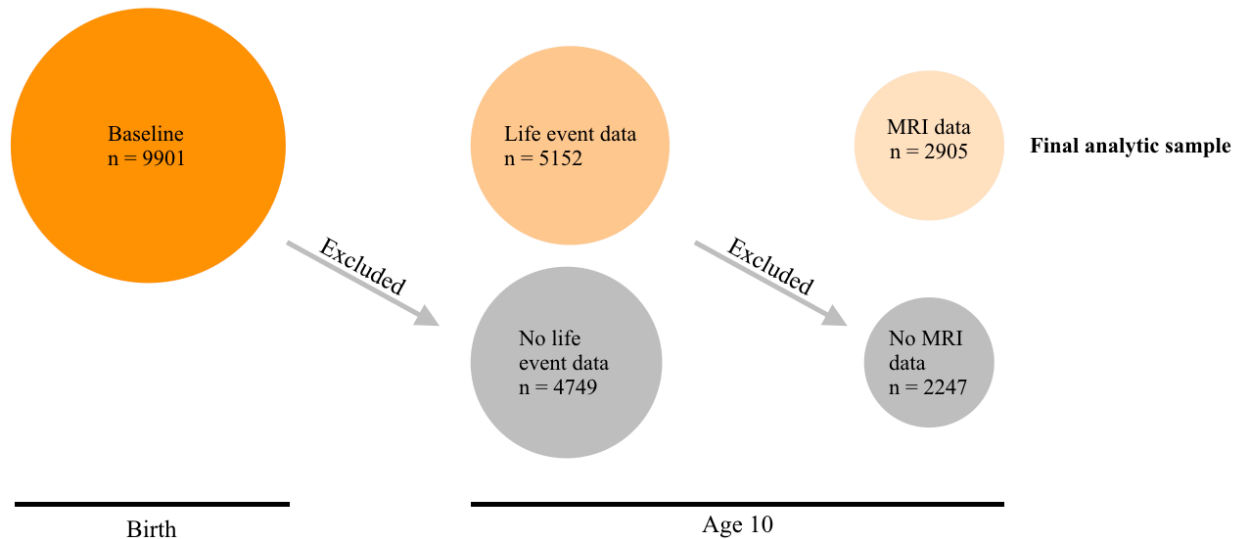 Baseline
n = 9901
Excluded
Life event data
n = 5152
No life
event data
n = 4749
Excluded
MRI data
n = 2905
No MRI
data
n = 2247
Final analytic sample
Birth
Age 10